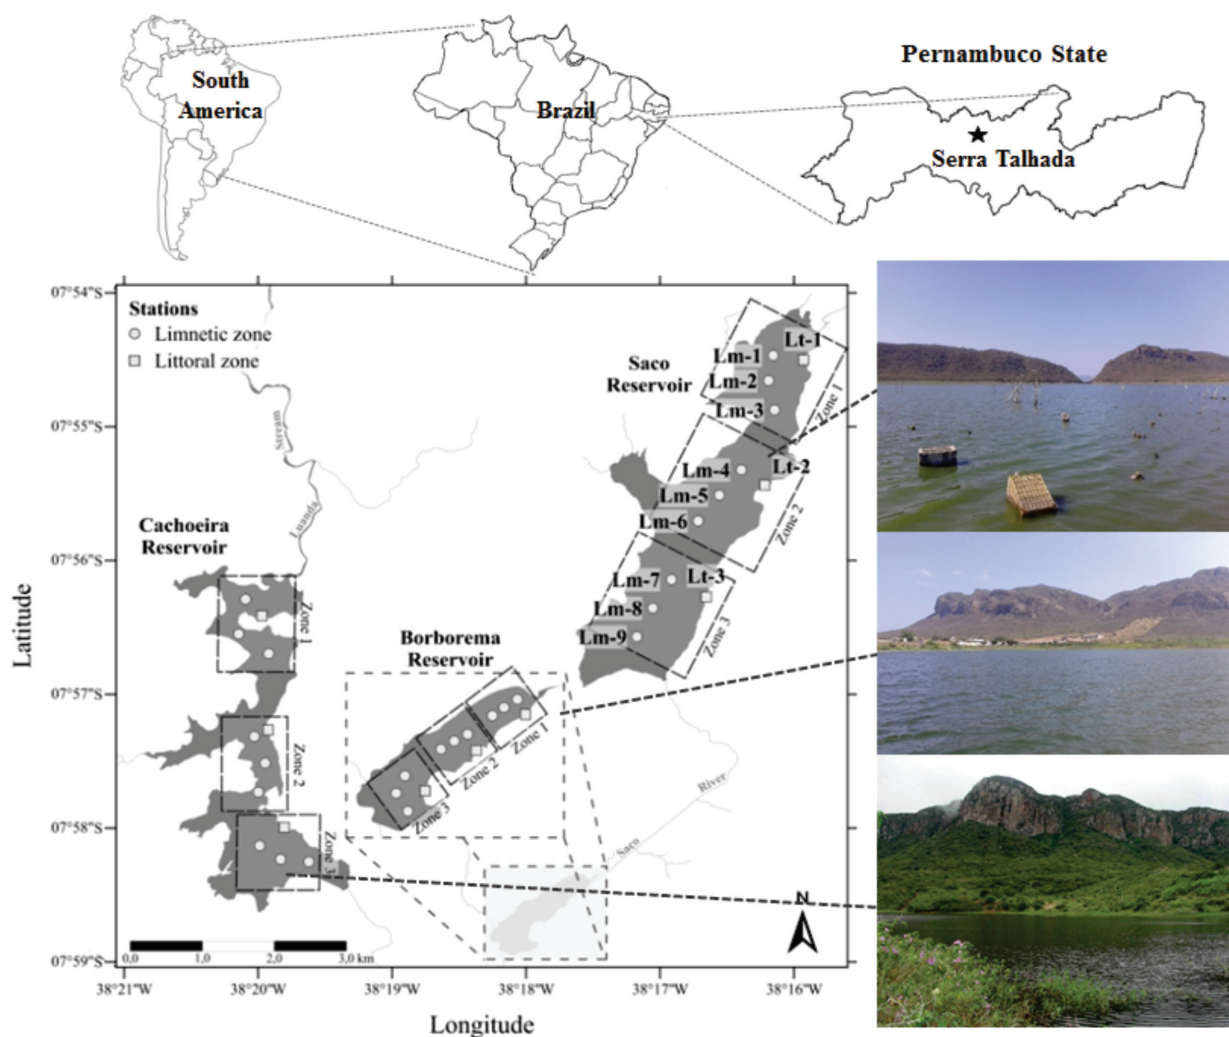 Pernambuco State
South
America
Brazil
Serra Talhada
07°54'S
07°55'S
07°56'S
07°57'S
07°58'S
07°59'S
Latitude
Stations
Limnetic zone
Littoral zone
Stream
Luanda
Saco
Reservoir
Lm-1
Lt-1
Lm-2
Lm-3
Zone 1
Lm-4
Lt-2
Lm-5
Lm-6
Zone 2
Lm-7
Lt-3
Lm-8
Lm-9
Zone 3
Cachoeira
Reservoir
Zone 1
Zone 2
Zone 3
Borborema
Reservoir
Zone 1
Zone 2
Zone 3
River
Saco
N
0,0
1,0
2,0
3,0 km
38°21'W
38°20'W
38°19'W
38°18'W
38°17'W
38°16'W
Longitude